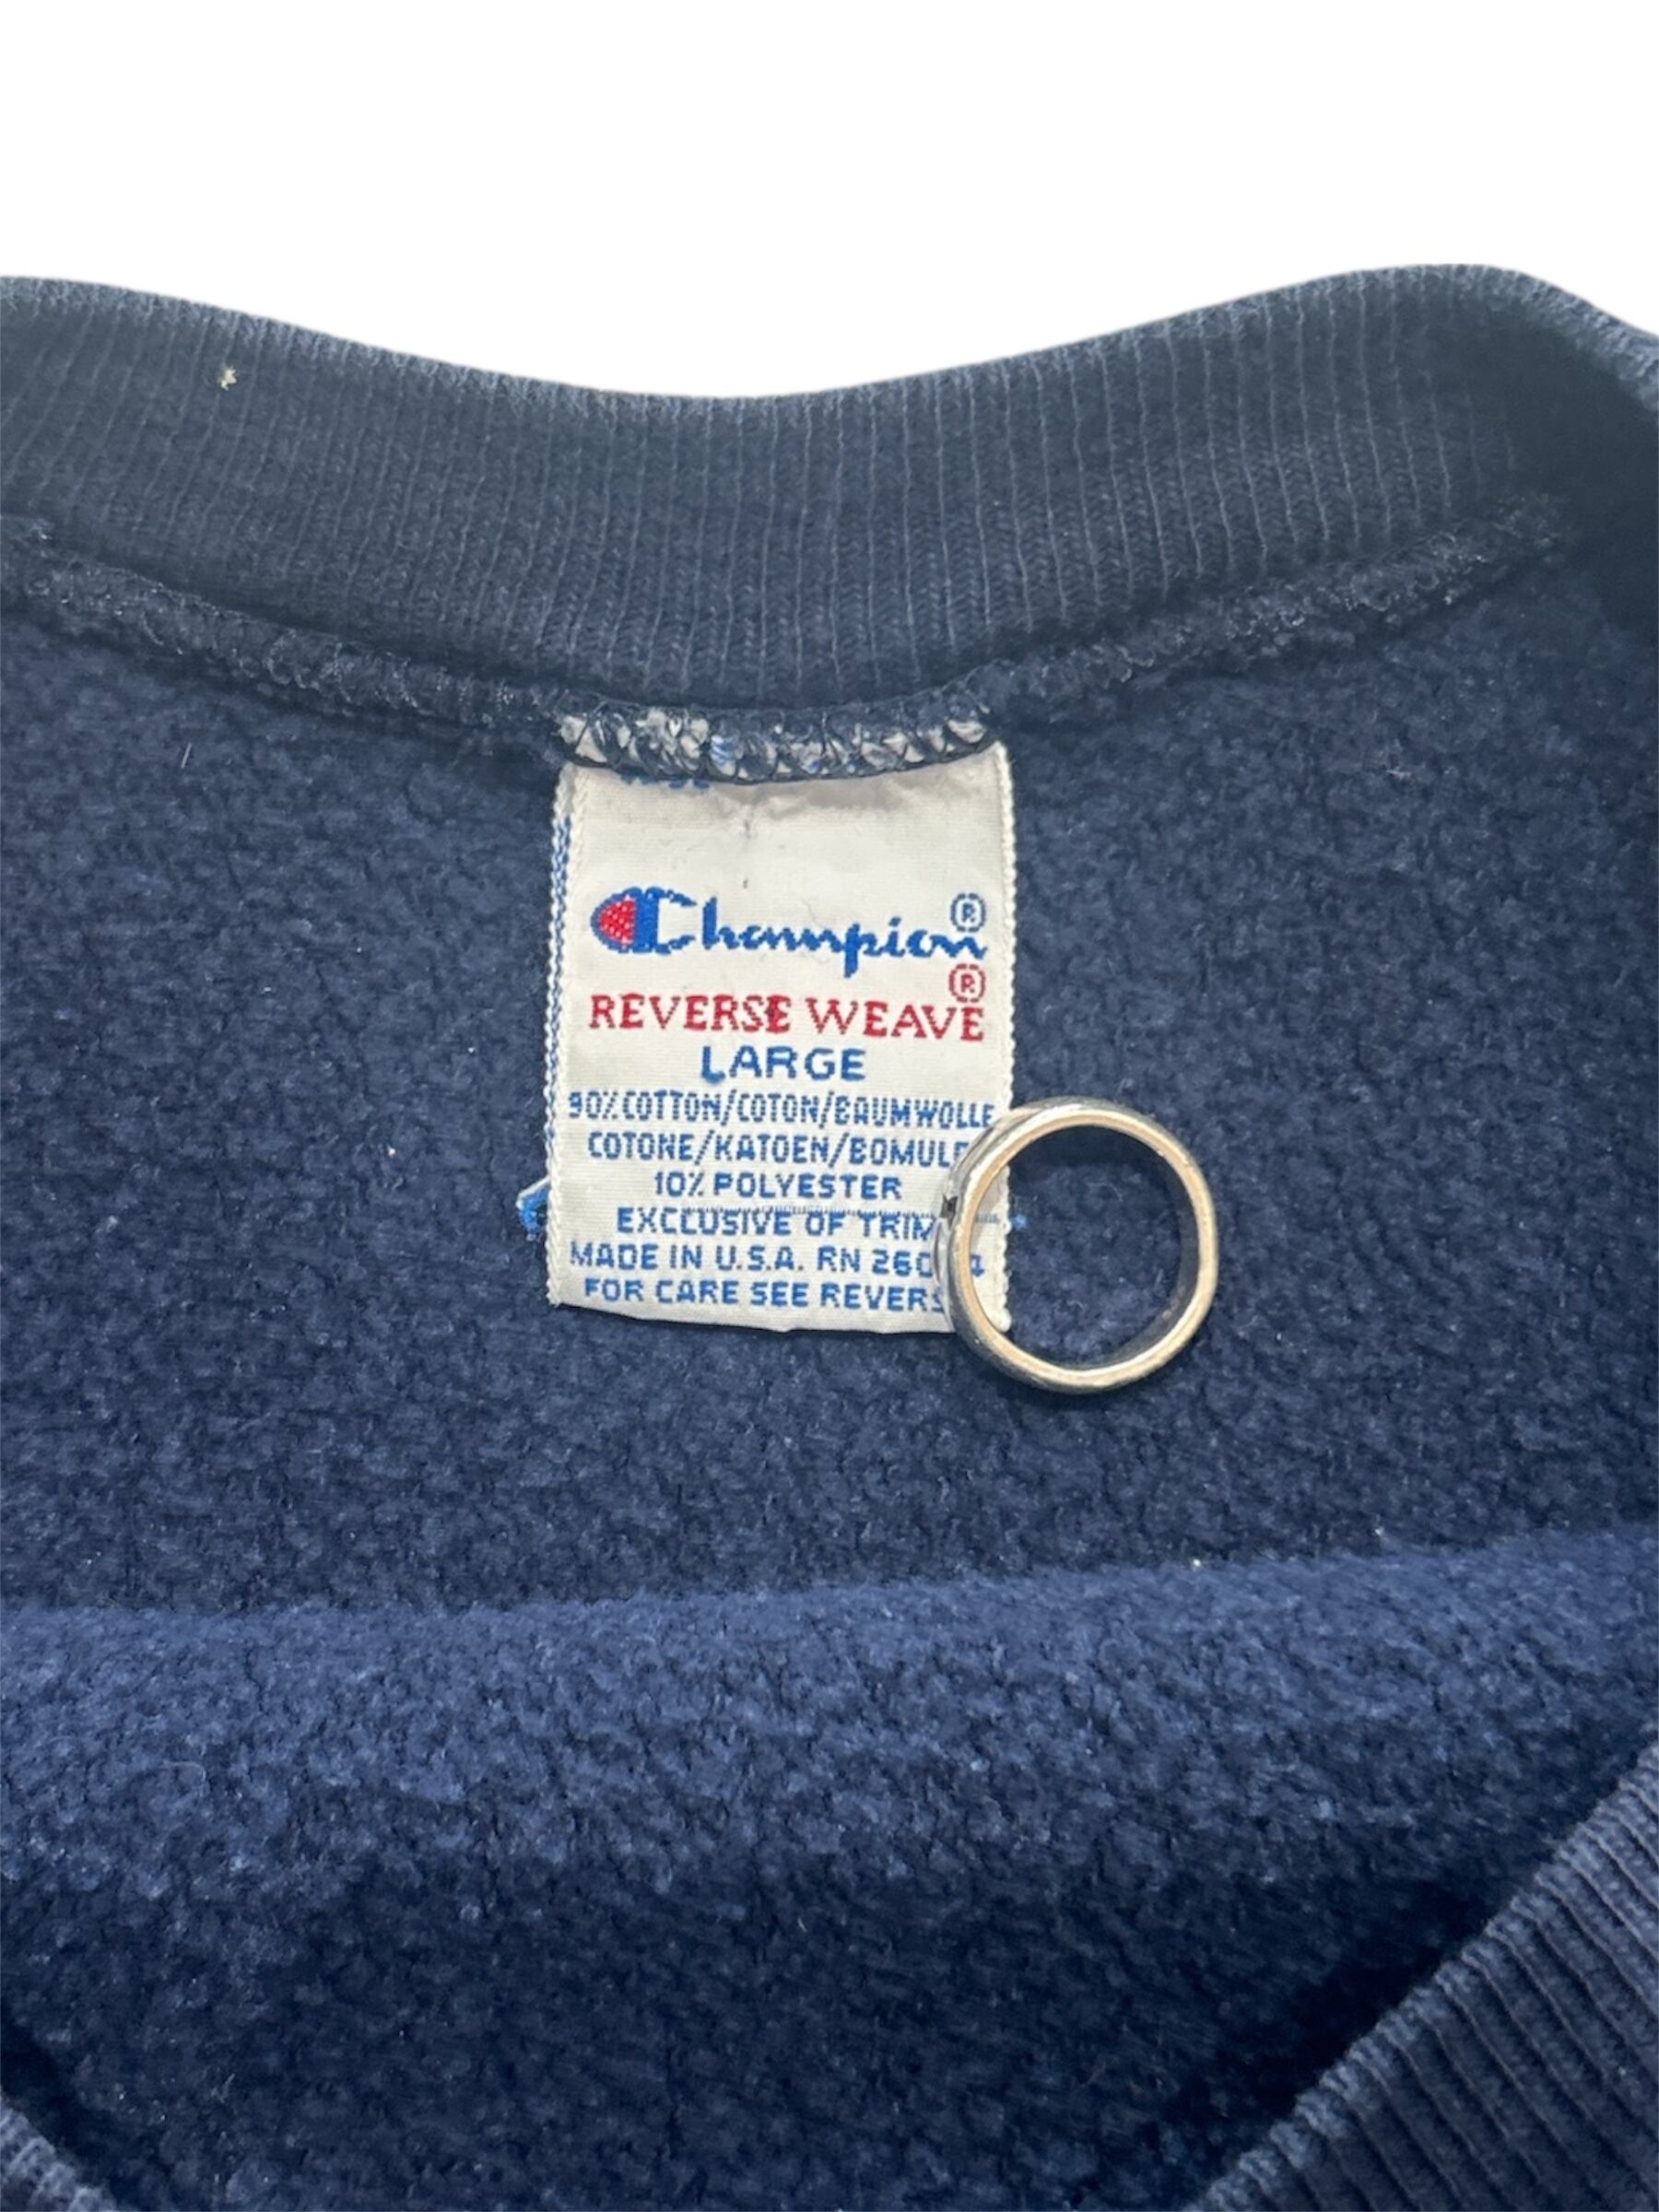 Champion®
REVERSE WEAVE®
LARGE
90% COTTON/COTON/BAUMWOLLE
COTONE/KATOEN/BOMULL
10% POLYESTER
EXCLUSIVE OF TRIM
MADE IN U.S.A. RN
FOR CARE SEE REVERS